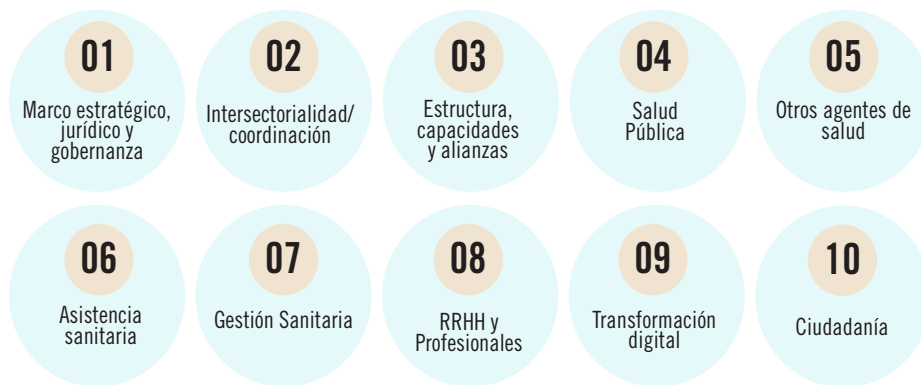 01
Marco estratégico,
jurídico y
gobernanza
02
Intersectorialidad/
coordinación
03
Estructura,
capacidades
y alianzas
04
Salud
Pública
05
Otros agentes de
salud
06
Asistencia
sanitaria
07
Gestión Sanitaria
08
RRHH y
Profesionales
09
Transformación
digital
10
Ciudadanía